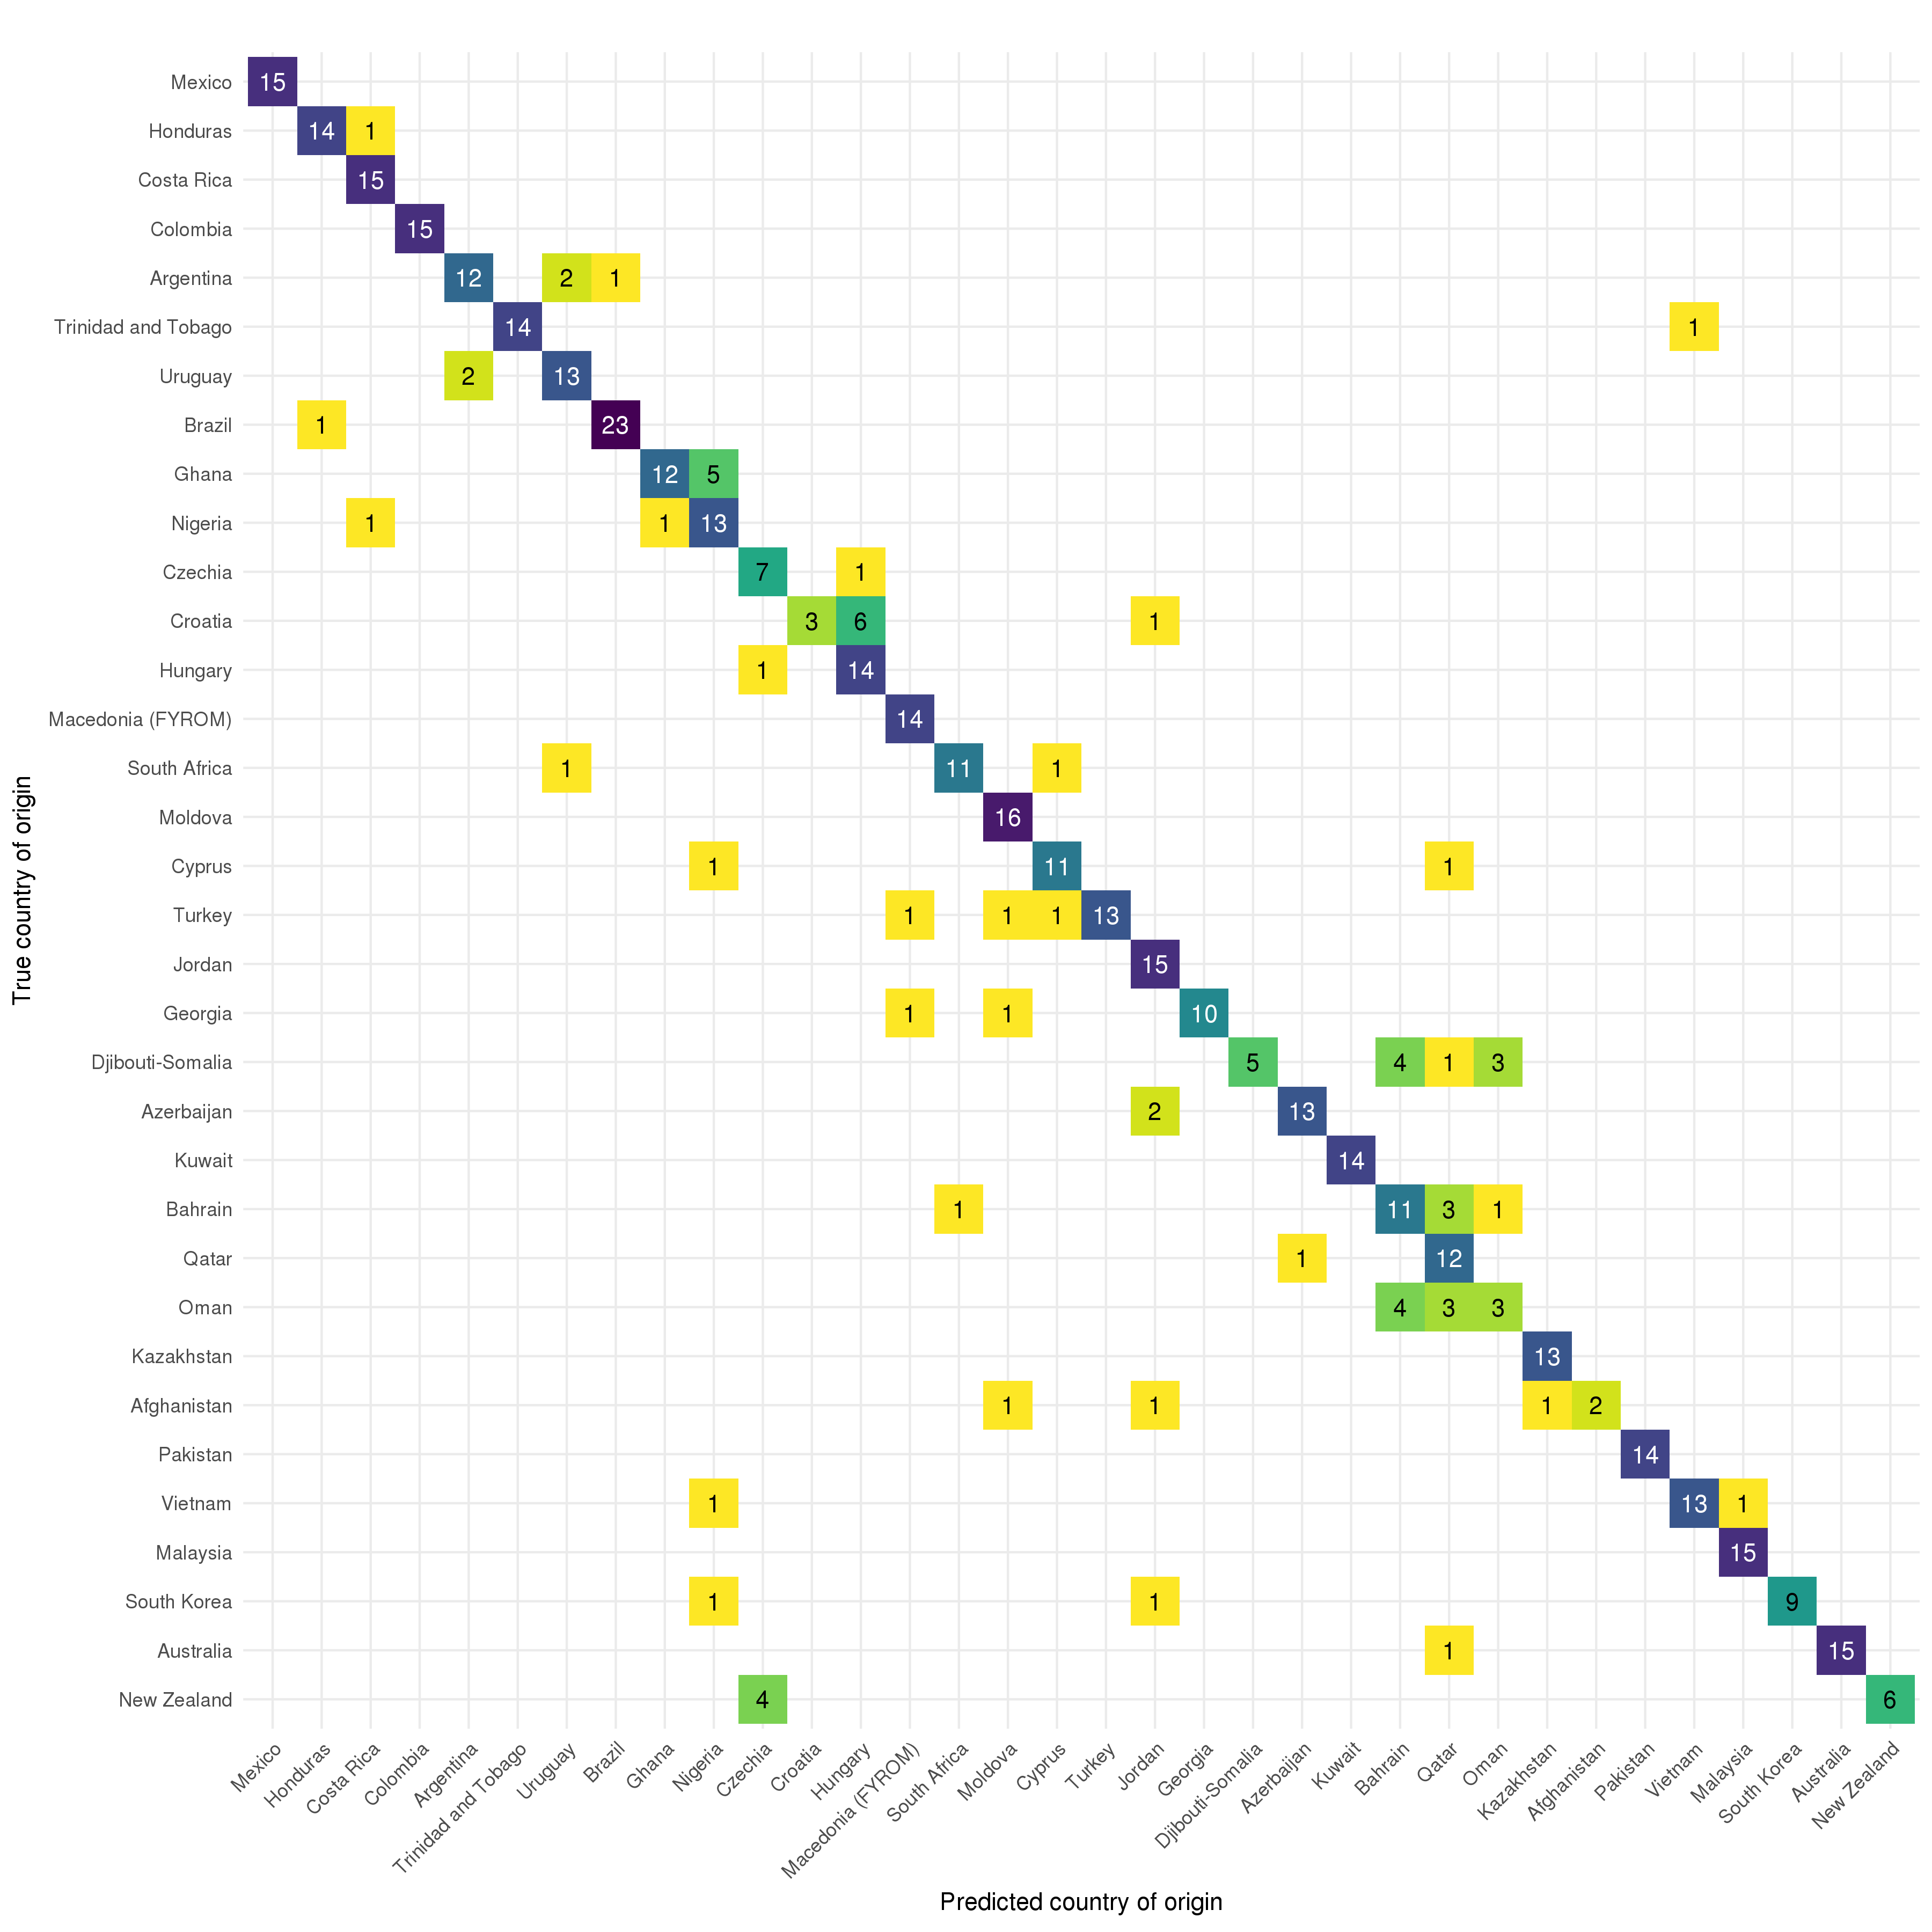 Mexico 15
Honduras 14 1
Costa Rica 15
Colombia 15
Argentina 12 2 1
Trinidad and Tobago 14 1
Uruguay 2 13
Brazil 1 23
Ghana 12 5
Nigeria 1 1 13
Czechia 7 1
Croatia 3 6 1
Hungary 1 14
Macedonia (FYROM) 14
South Africa 1 11 1
Moldova 16
Cyprus 1 11 1
Turkey 1 1 1 13
Jordan 15
Georgia 1 1 10
Djibouti-Somalia 5 4 1 3
Azerbaijan 2 13
Kuwait 14
Bahrain 1 11 3 1
Qatar 1 12
Oman 4 3 3
Kazakhstan 13
Afghanistan 1 1 1 2
Pakistan 14
Vietnam 1 13 1
Malaysia 15
South Korea 1 1 9
Australia 1 15
New Zealand 4 6
True country of origin
Mexico
Honduras
Costa Rica
Colombia
Argentina
Trinidad and Tobago
Uruguay
Brazil
Ghana
Nigeria
Czechia
Croatia
Hungary
Macedonia (FYROM)
South Africa
Moldova
Cyprus
Turkey
Jordan
Georgia
Djibouti-Somalia
Azerbaijan
Kuwait
Bahrain
Qatar
Oman
Kazakhstan
Afghanistan
Pakistan
Vietnam
Malaysia
South Korea
Australia
New Zealand
Predicted country of origin